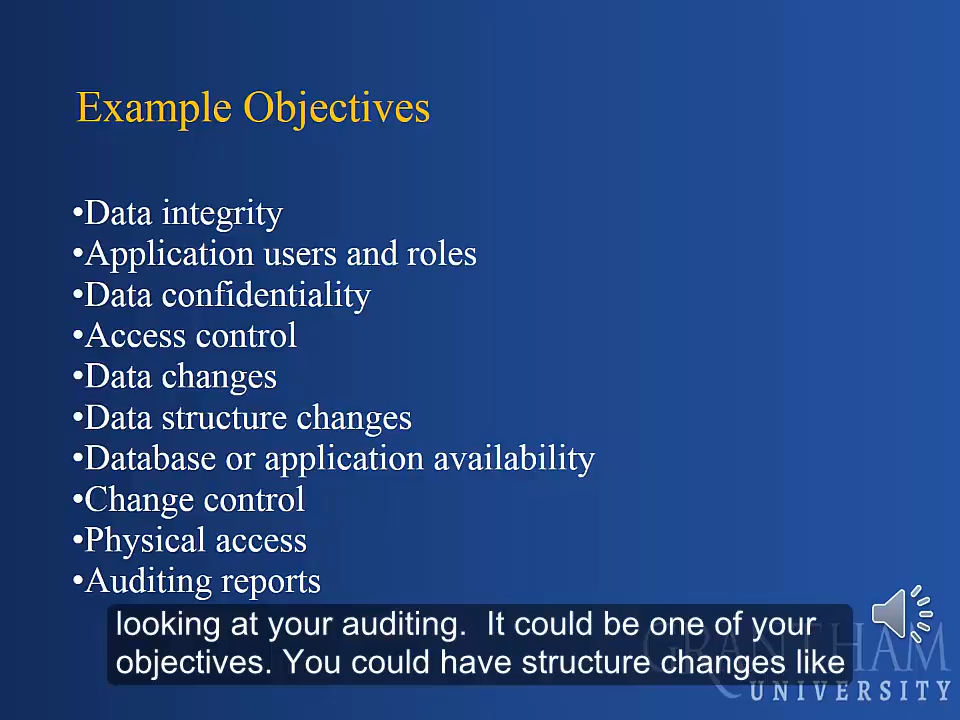 Example Objectives
•Data integrity
•Application users and roles
•Data confidentiality
•Access control
•Data changes
•Data structure changes
•Database or application availability
•Change control
•Physical access
•Auditing reports
looking at your auditing.  It could be one of your
objectives. You could have structure changes like
GRANTHAM
UNIVERSITY